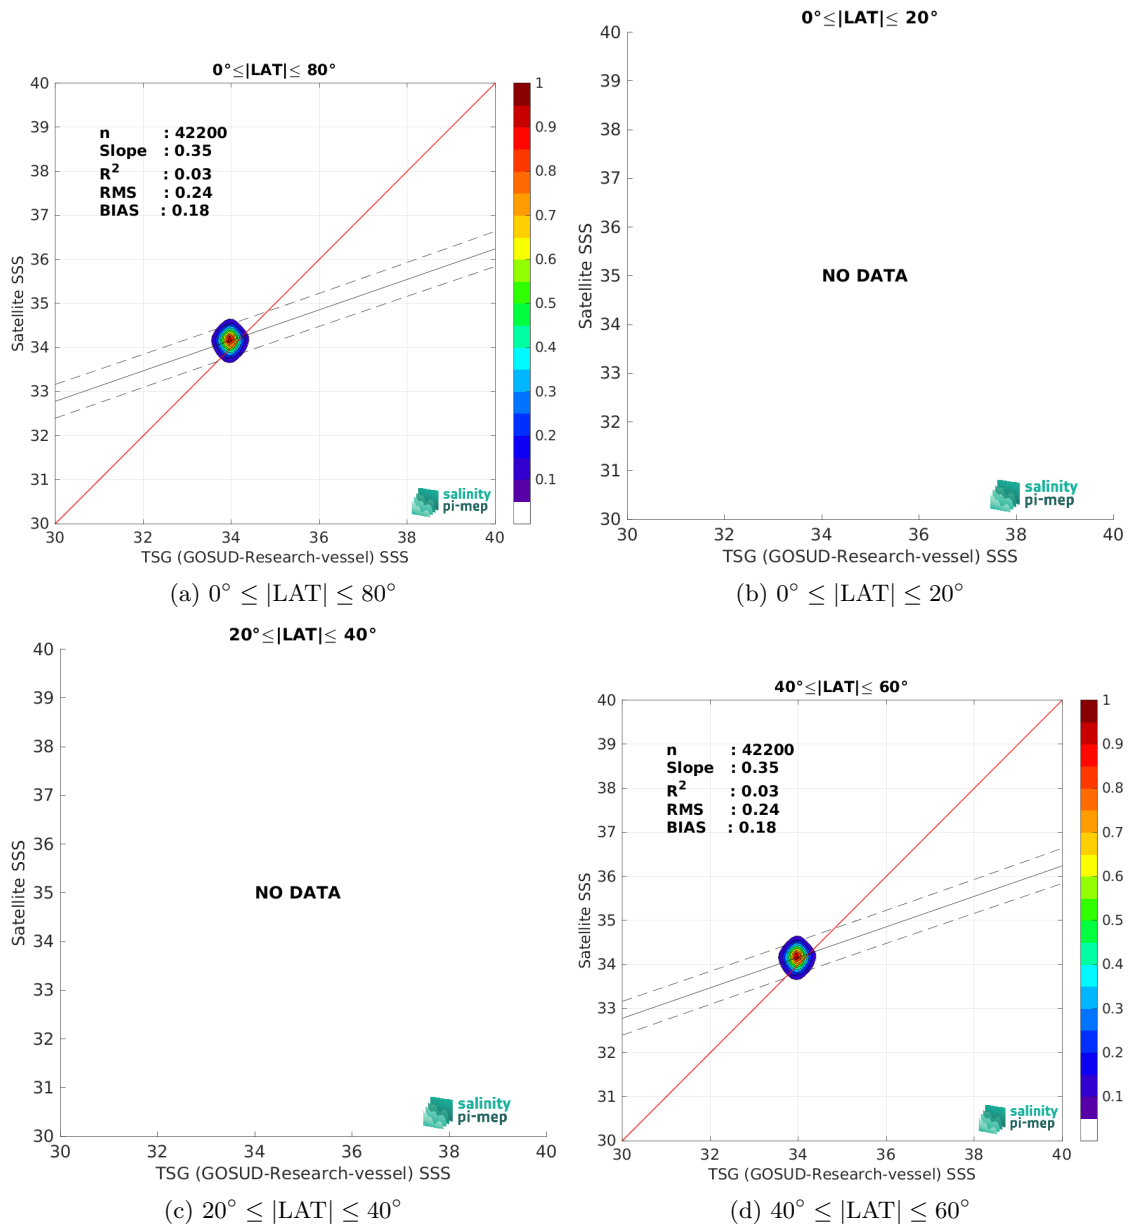 0°≤|LAT|≤ 80°
40
39
38
37
36
35
34
33
32
31
30
Satellite SSS
n : 42200
Slope : 0.35
R² : 0.03
RMS : 0.24
BIAS : 0.18
salinity
pi-mep
30 32 34 36 38 40
TSG (GOSUD-Research-vessel) SSS
1
0.9
0.8
0.7
0.6
0.5
0.4
0.3
0.2
0.1
(a) 0° ≤ |LAT| ≤ 80°
0°≤|LAT|≤ 20°
40
39
38
37
36
35
34
33
32
31
30
Satellite SSS
NO DATA
salinity
pi-mep
30 32 34 36 38 40
TSG (GOSUD-Research-vessel) SSS
(b) 0° ≤ |LAT| ≤ 20°
20°≤|LAT|≤ 40°
40
39
38
37
36
35
34
33
32
31
30
Satellite SSS
NO DATA
salinity
pi-mep
30 32 34 36 38 40
TSG (GOSUD-Research-vessel) SSS
(c) 20° ≤ |LAT| ≤ 40°
40°≤|LAT|≤ 60°
40
39
38
37
36
35
34
33
32
31
30
Satellite SSS
n : 42200
Slope : 0.35
R² : 0.03
RMS : 0.24
BIAS : 0.18
salinity
pi-mep
30 32 34 36 38 40
TSG (GOSUD-Research-vessel) SSS
1
0.9
0.8
0.7
0.6
0.5
0.4
0.3
0.2
0.1
(d) 40° ≤ |LAT| ≤ 60°